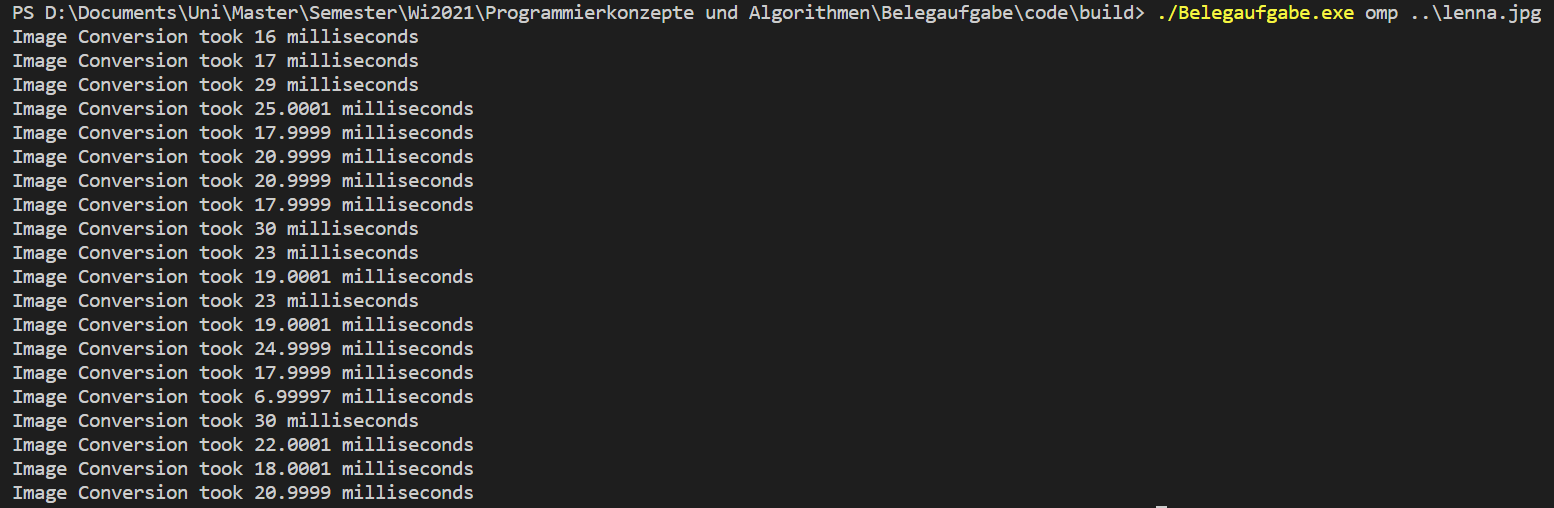 PS D:\Documents\Uni\Master\Semester\Wi2021\Programmierkonzepte und Algorithmen\Belegaufgabe\code\build> ./Belegaufgabe.exe omp ..\lenna.jpg
Image Conversion took 16 milliseconds
Image Conversion took 17 milliseconds
Image Conversion took 29 milliseconds
Image Conversion took 25.0001 milliseconds
Image Conversion took 17.9999 milliseconds
Image Conversion took 20.9999 milliseconds
Image Conversion took 20.9999 milliseconds
Image Conversion took 17.9999 milliseconds
Image Conversion took 30 milliseconds
Image Conversion took 23 milliseconds
Image Conversion took 19.0001 milliseconds
Image Conversion took 23 milliseconds
Image Conversion took 19.0001 milliseconds
Image Conversion took 24.9999 milliseconds
Image Conversion took 17.9999 milliseconds
Image Conversion took 6.99997 milliseconds
Image Conversion took 30 milliseconds
Image Conversion took 22.0001 milliseconds
Image Conversion took 18.0001 milliseconds
Image Conversion took 20.9999 milliseconds